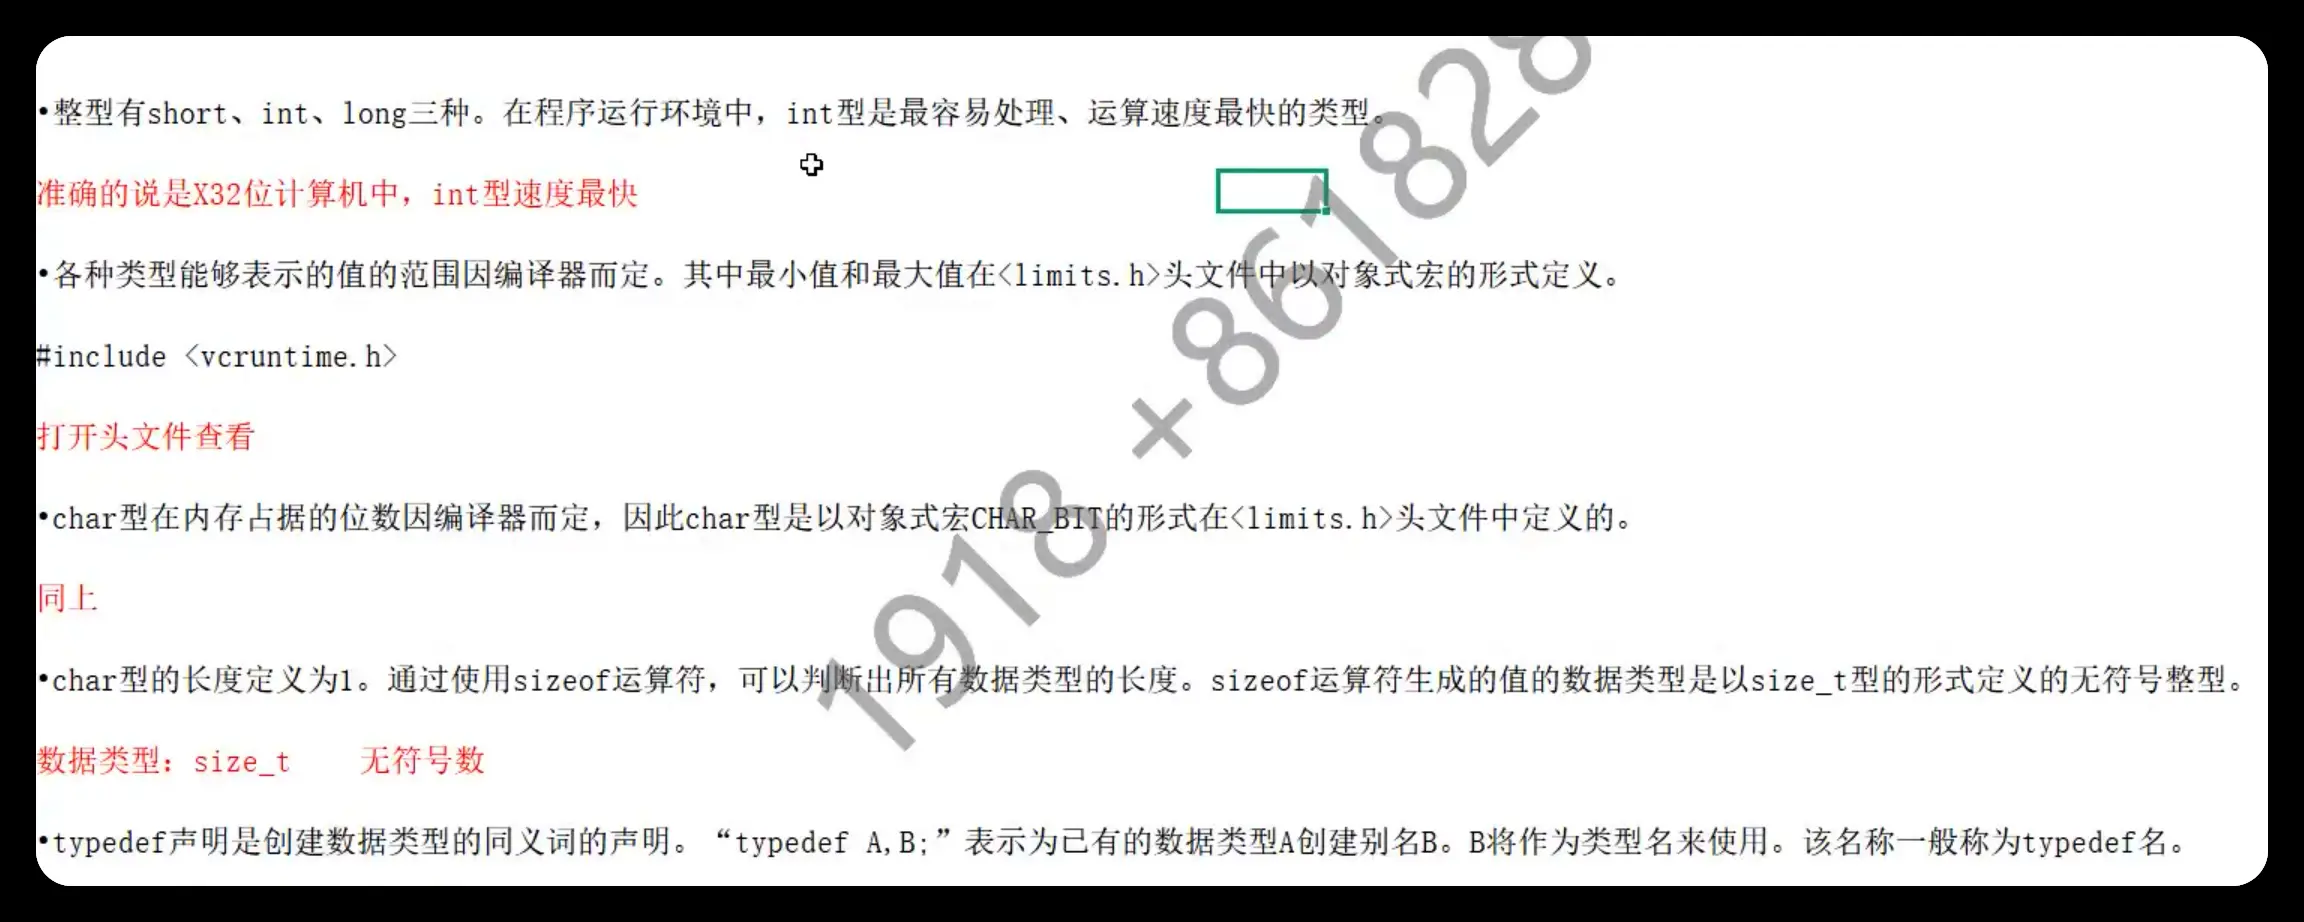 •整型有short、int、long三种。在程序运行环境中，int型是最容易处理、运算速度最快的类型。
准确的说是X32位计算机中，int型速度最快
•各种类型能够表示的值的范围因编译器而定。其中最小值和最大值在<limits.h>头文件中以对象式宏的形式定义。
#include <vcruntime.h>
打开头文件查看
•char型在内存占据的位数因编译器而定，因此char型是以对象式宏CHAR_BIT的形式在<limits.h>头文件中定义的。
同上
•char型的长度定义为1。通过使用sizeof运算符，可以判断出所有数据类型的长度。sizeof运算符生成的值的数据类型是以size_t型的形式定义的无符号整型。
数据类型：size_t    无符号数
•typedef声明是创建数据类型的同义词的声明。“typedef A,B;”表示为已有的数据类型A创建别名B。B将作为类型名来使用。该名称一般称为typedef名。
1918 +861828